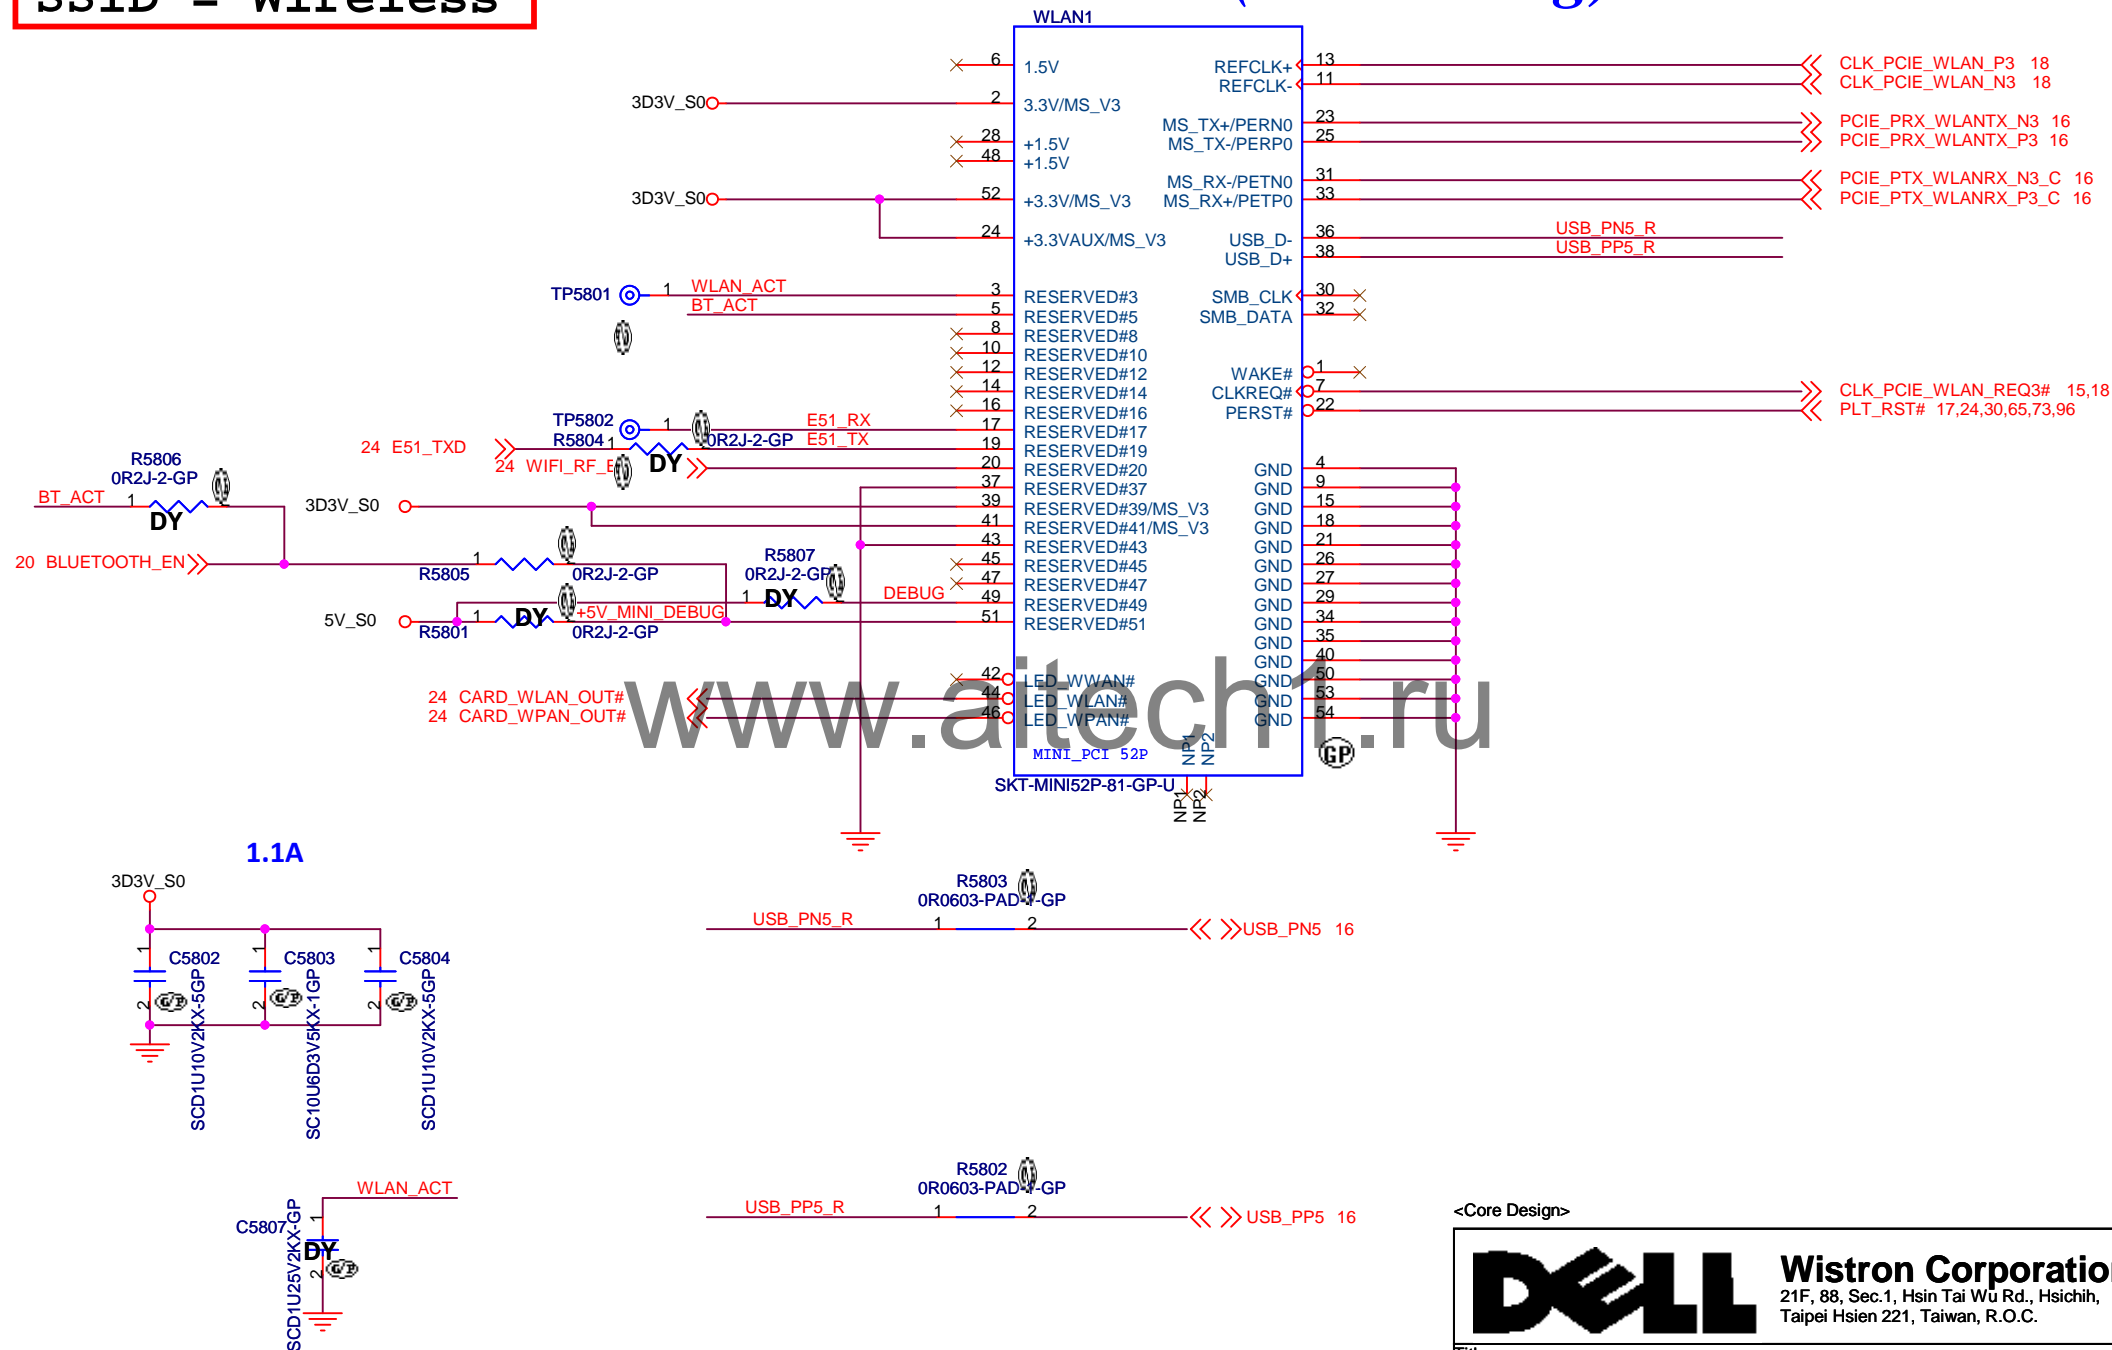 SSID = Wireless
WLAN1
6 1.5V
3D3V_S0 2 3.3V/MS_V3
28 +1.5V
48 +1.5V
3D3V_S0 52 +3.3V/MS_V3
24 +3.3VAUX/MS_V3
TP5801 1 WLAN_ACT 3 RESERVED#3
BT_ACT 5 RESERVED#5
8 RESERVED#8
10 RESERVED#10
12 RESERVED#12
14 RESERVED#14
16 RESERVED#16
TP5802 1 E51_RX 17 RESERVED#17
24 E51_TXD R5804 1 0R2J-2-GP E51_TX 19 RESERVED#19
24 DY 20 RESERVED#20
37 RESERVED#37
3D3V_S0 39 RESERVED#39/MS_V3
41 RESERVED#41/MS_V3
43 RESERVED#43
45 RESERVED#45
47 RESERVED#47
DEBUG 49 RESERVED#49
51 RESERVED#51
R5806
0R2J-2-GP
BT_ACT 1 DY
20 BLUETOOTH_EN
R5805 1 0R2J-2-GP
R5807
0R2J-2-GP
1 DY
5V_S0 R5801 1 DY +5V_MINI_DEBUG
0R2J-2-GP
42 LED_WWAN#
24 CARD_WLAN_OUT# 44 LED_WLAN#
24 CARD_WPAN_OUT# 46 LED_WPAN#
MINI_PCI 52P
NP1 NP2
SKT-MINI52P-81-GP-U
NP1 NP2
REFCLK+ 13 CLK_PCIE_WLAN_P3 18
REFCLK- 11 CLK_PCIE_WLAN_N3 18
MS_TX+/PERN0 23 PCIE_PRX_WLANTX_N3 16
MS_TX-/PERP0 25 PCIE_PRX_WLANTX_P3 16
MS_RX-/PETN0 31 PCIE_PTX_WLANRX_N3_C 16
MS_RX+/PETP0 33 PCIE_PTX_WLANRX_P3_C 16
USB_D- 36 USB_PN5_R
USB_D+ 38 USB_PP5_R
SMB_CLK 30
SMB_DATA 32
WAKE# 1
CLKREQ# 7 CLK_PCIE_WLAN_REQ3# 15,18
PERST# 22 PLT_RST# 17,24,30,65,73,96
GND 4
GND 9
GND 15
GND 18
GND 21
GND 26
GND 27
GND 29
GND 34
GND 35
GND 40
GND 50
GND 53
GND 54
GP
www.aitech1.ru
1.1A
3D3V_S0
1 C5802 2 SCD1U10V2KX-5GP
1 C5803 2 SC10U6D3V5KX-1GP
1 C5804 2 SCD1U10V2KX-5GP
WLAN_ACT
C5807 1 DY 2 SCD1U25V2KX-GP
R5803
0R0603-PAD-1-GP
USB_PN5_R 1 2 USB_PN5 16
R5802
0R0603-PAD-1-GP
USB_PP5_R 1 2 USB_PP5 16
<Core Design>
DELL
Wistron Corporation
21F, 88, Sec.1, Hsin Tai Wu Rd., Hsichih,
Taipei Hsien 221, Taiwan, R.O.C.